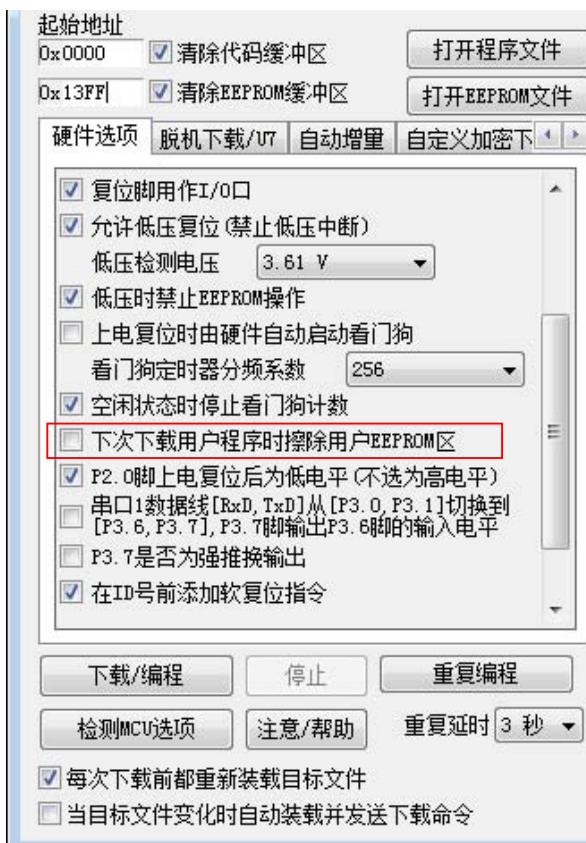 起始地址
0x0000 清除代码缓冲区 打开程序文件
0x13FF 清除EEPROM缓冲区 打开EEPROM文件
硬件选项 脱机下载/U7 自动增量 自定义加密下
复位脚用作I/O口
允许低压复位(禁止低压中断)
低压检测电压 3.61 V
低压时禁止EEPROM操作
上电复位时由硬件自动启动看门狗
看门狗定时器分频系数 256
空闲状态时停止看门狗计数
下次下载用户程序时擦除用户EEPROM区
P2.0脚上电复位后为低电平(不选为高电平)
串口1数据线[RxD,TxD]从[P3.0,P3.1]切换到
[P3.6,P3.7],P3.7脚输出P3.6脚的输入电平
P3.7是否为强推换输出
在ID号前添加软复位指令
下载/编程 停止 重复编程
检测MCU选项 注意/帮助 重复延时 3 秒
每次下载前都重新装载目标文件
当目标文件变化时自动装载并发送下载命令